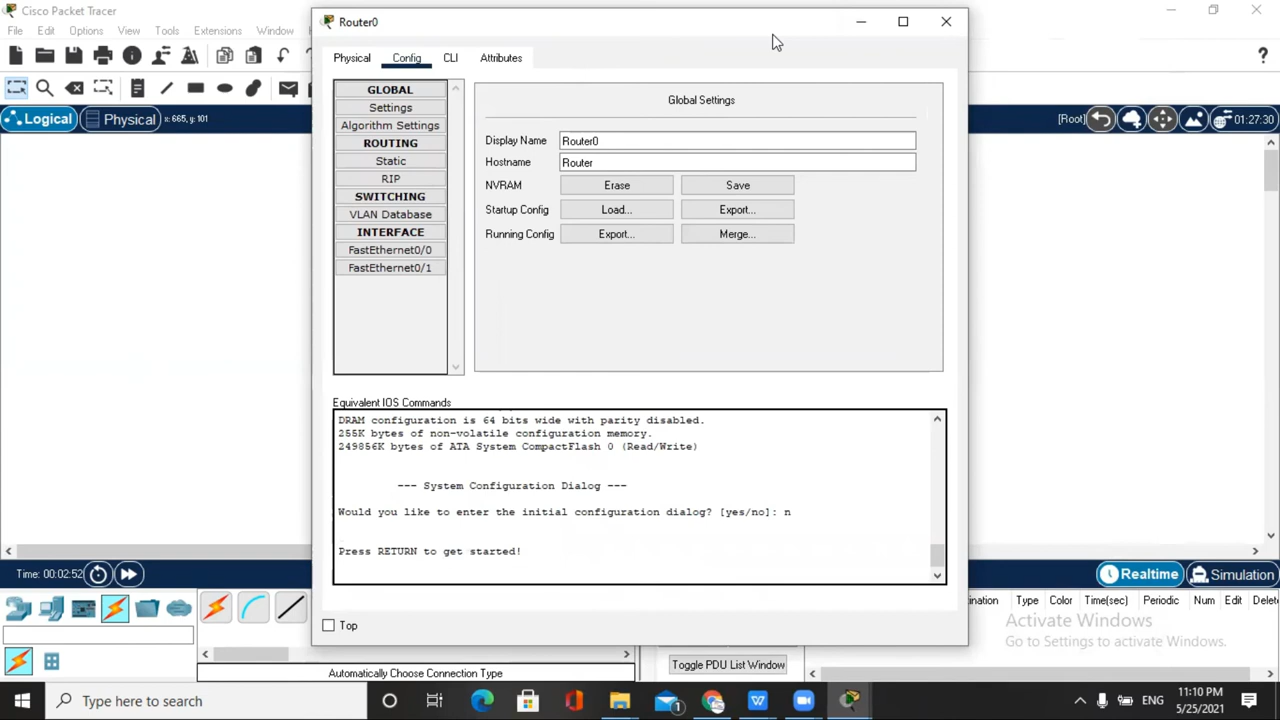 Cisco Packet Tracer
File Edit Options View Tools Extensions Window
Logical Physical x: 665, y: 101
[Root] 01:27:30
Router0
Physical Config CLI Attributes
GLOBAL
Settings
Algorithm Settings
ROUTING
Static
RIP
SWITCHING
VLAN Database
INTERFACE
FastEthernet0/0
FastEthernet0/1
Global Settings
Display Name Router0
Hostname Router
NVRAM Erase Save
Startup Config Load... Export...
Running Config Export... Merge...
Equivalent IOS Commands
DRAM configuration is 64 bits wide with parity disabled.
255K bytes of non-volatile configuration memory.
249856K bytes of ATA System CompactFlash 0 (Read/Write)
--- System Configuration Dialog ---
Would you like to enter the initial configuration dialog? [yes/no]: n
Press RETURN to get started!
Top
Time: 00:02:52
Realtime Simulation
ination Type Color Time(sec) Periodic Num Edit Delet
Activate Windows
Go to Settings to activate Windows.
Automatically Choose Connection Type
Toggle PDU List Window
Type here to search
1
ENG
11:10 PM
5/25/2021